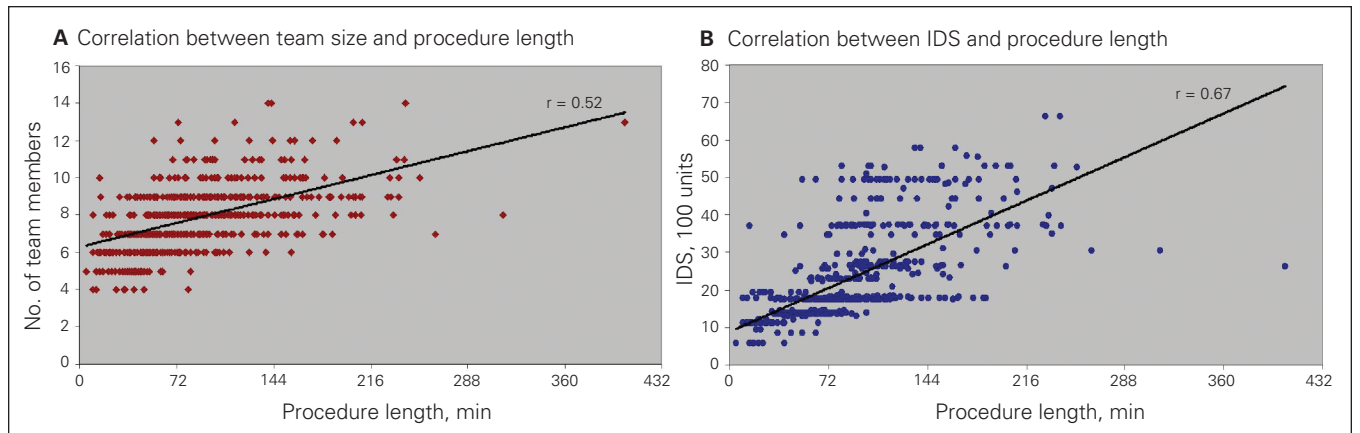 A Correlation between team size and procedure length
16
14
12
10
8
6
4
2
0
No. of team members
r = 0.52
0 72 144 216 288 360 432
Procedure length, min
B Correlation between IDS and procedure length
80
70
60
50
40
30
20
10
0
IDS, 100 units
r = 0.67
0 72 144 216 288 360 432
Procedure length, min